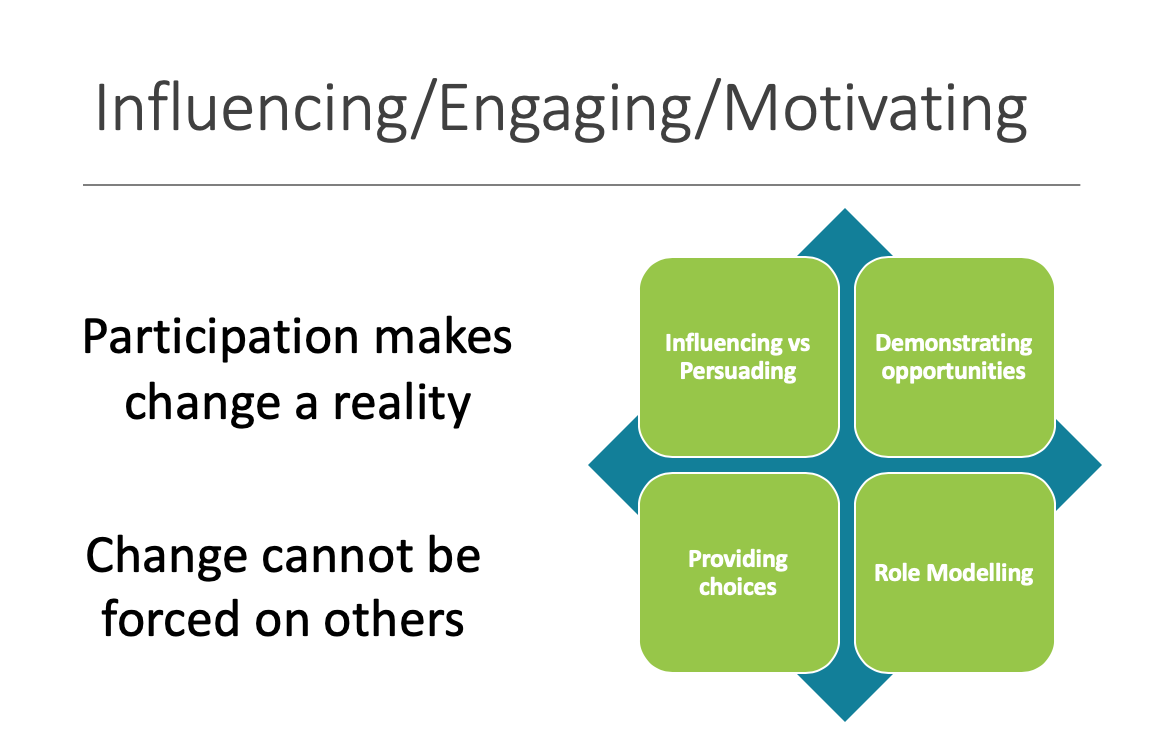 Influencing/Engaging/Motivating
Participation makes
change a reality
Change cannot be
forced on others
Influencing vs
Persuading
Demonstrating
opportunities
Providing
choices
Role Modelling